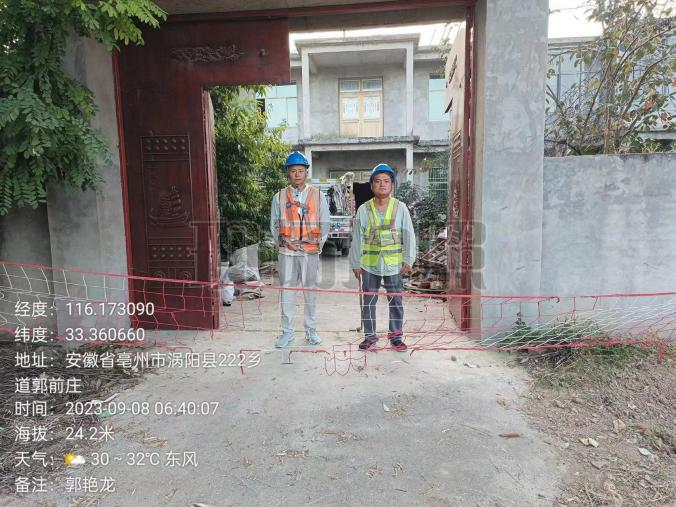 经度：116.173090
纬度：33.360660
地址：安徽省亳州市涡阳县222乡
道郭前庄
时间：2023-09-08 06:40:07
海拔：24.2米
天气：30 ~ 32℃ 东风
备注：郭艳龙